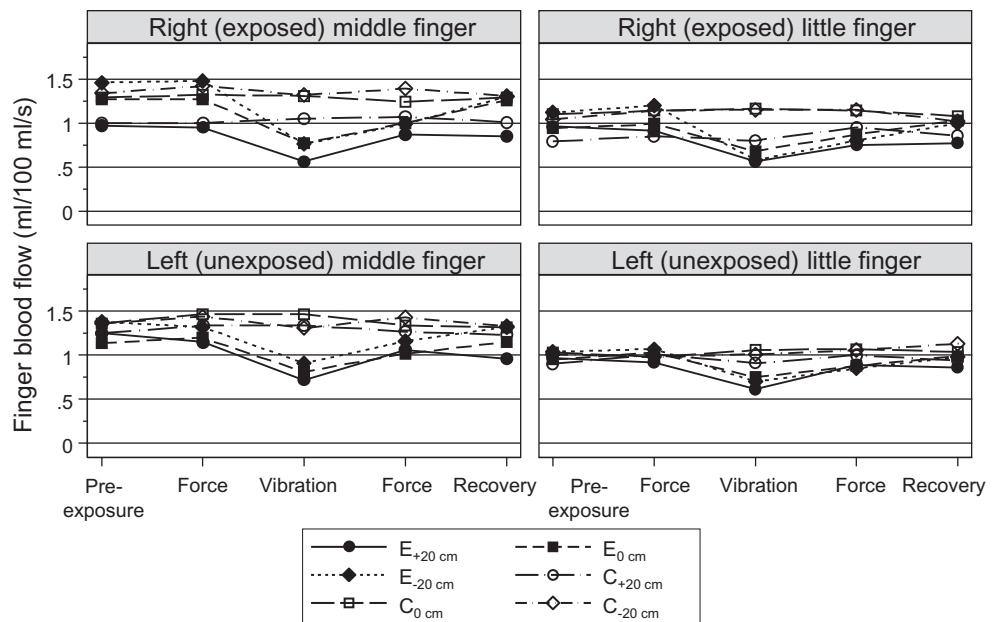 Right (exposed) middle finger
Right (exposed) little finger
1.5
1
.5
0
Left (unexposed) middle finger
Left (unexposed) little finger
1.5
1
.5
0
Finger blood flow (ml/100 ml/s)
Pre-
exposure
Force
Vibration
Force
Recovery
Pre-
exposure
Force
Vibration
Force
Recovery
E+20 cm
E0 cm
E-20 cm
C+20 cm
C0 cm
C-20 cm